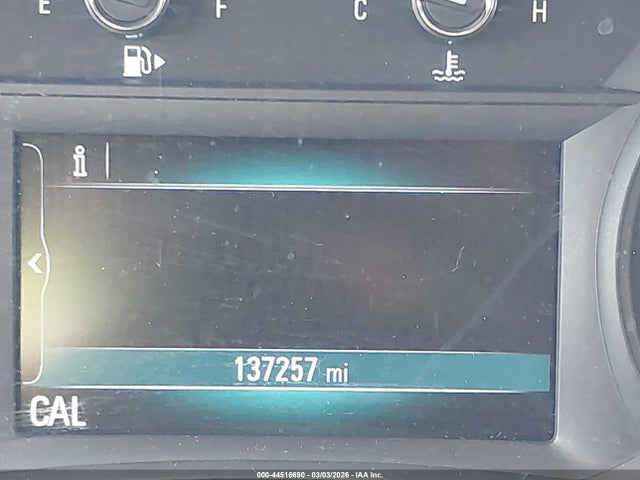 E F C H
i
137257 mi
CAL
000-44516690 - 03/03/2026 - IAA Inc.